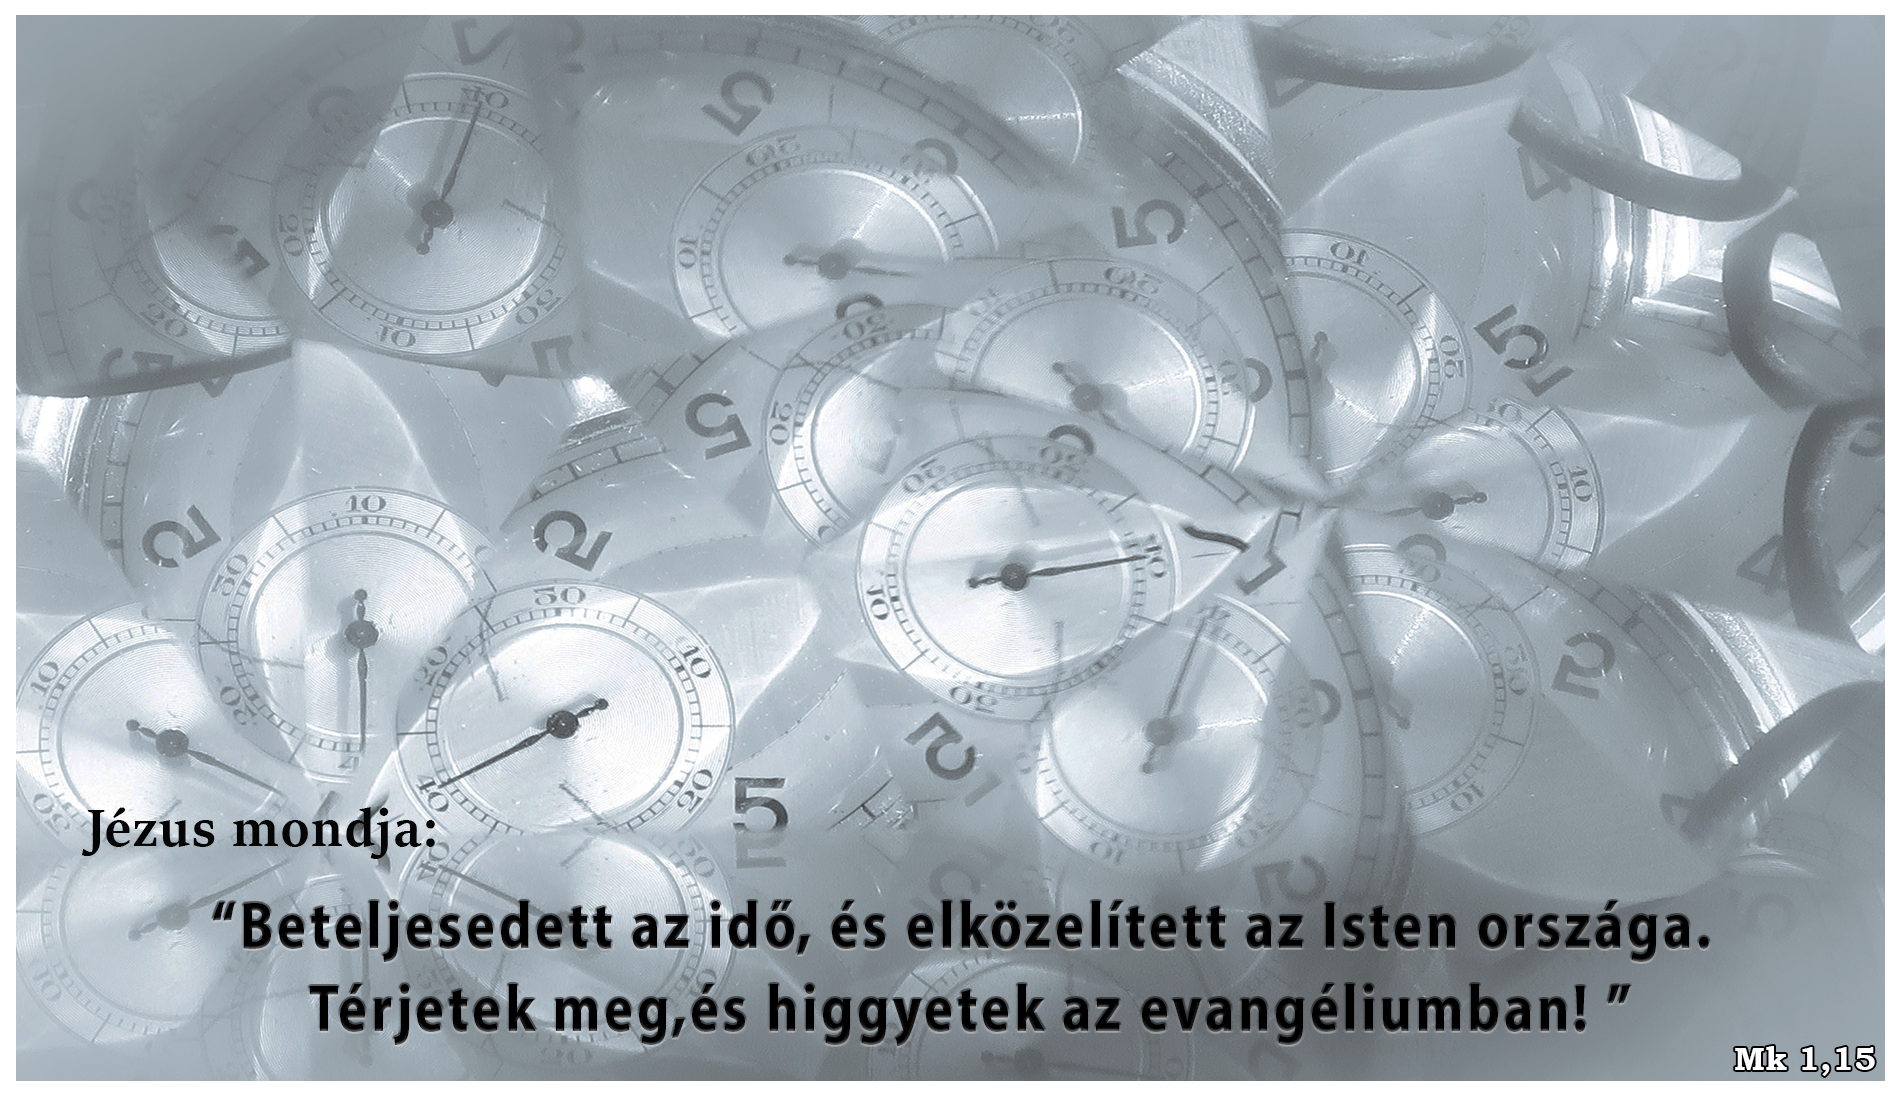 Jézus mondja:
“Beteljesedett az idő, és elközelített az Isten országa.
Térjetek meg,és higgyetek az evangéliumban! ”
Mk 1,15